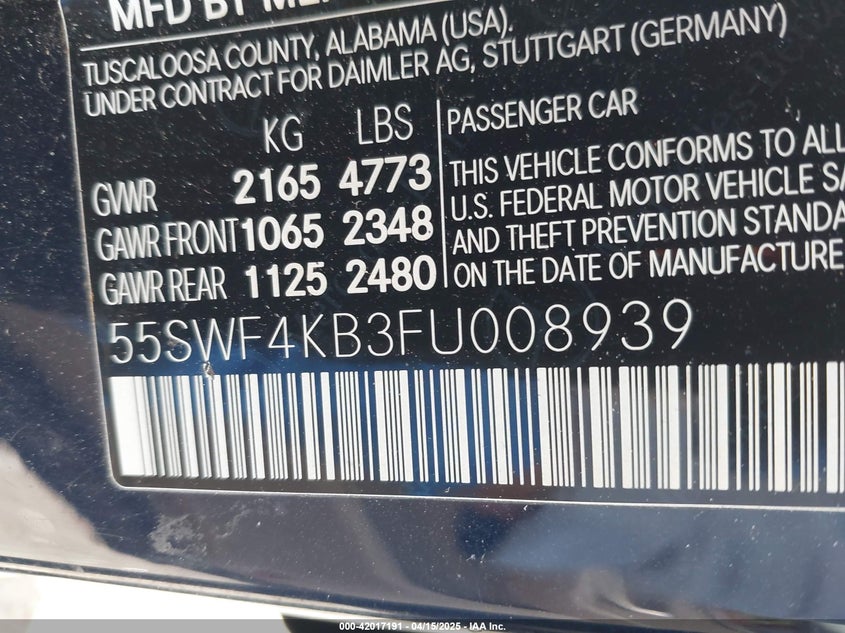 MFD BY
TUSCALOOSA COUNTY, ALABAMA (USA).
UNDER CONTRACT FOR DAIMLER AG, STUTTGART (GERMANY)
KG LBS
GVWR 2165 4773
GAWR FRONT 1065 2348
GAWR REAR 1125 2480
PASSENGER CAR
THIS VEHICLE CONFORMS TO ALL
U.S. FEDERAL MOTOR VEHICLE SA
AND THEFT PREVENTION STANDA
ON THE DATE OF MANUFACTURE
55SWF4KB3FU008939
000-42017191 - 04/15/2025 - IAA Inc.